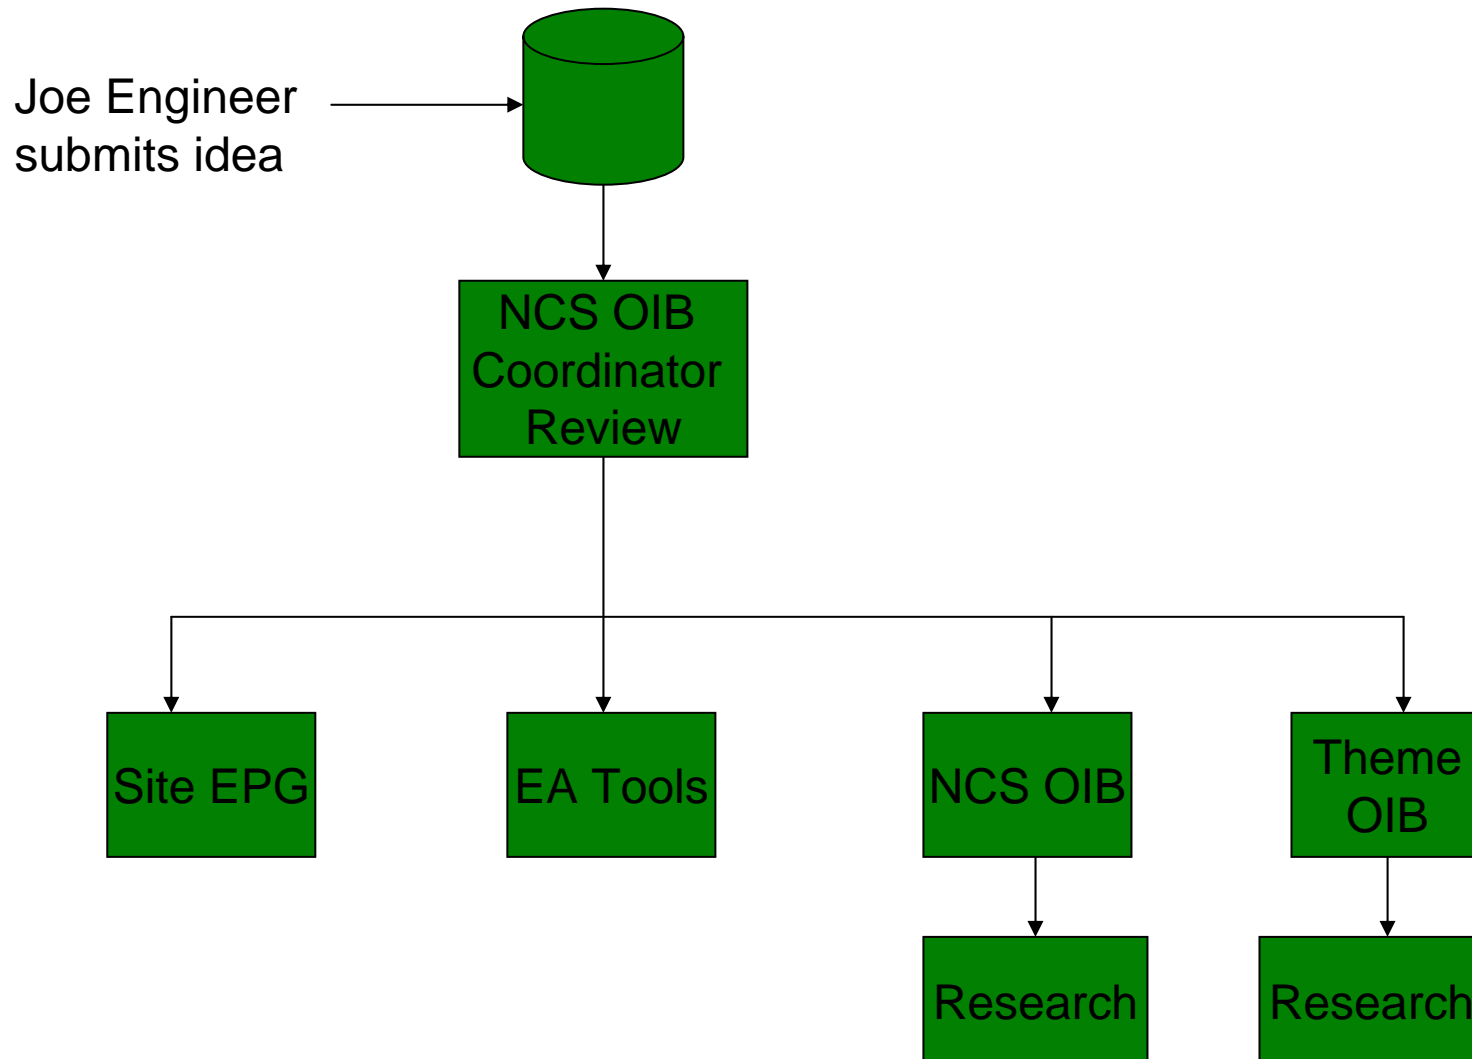 Joe Engineer
submits idea
NCS OIB
Coordinator
Review
Site EPG
EA Tools
NCS OIB
Theme
OIB
Research
Research